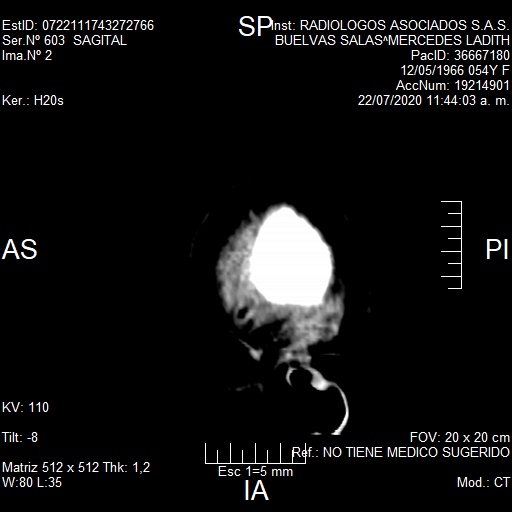 EstID: 0722111743272766
Ser.Nº 603 SAGITAL
Ima.Nº 2
Ker.: H20s
SP
Inst: RADIOLOGOS ASOCIADOS S.A.S.
BUELVAS SALAS^MERCEDES LADITH
PacID: 36667180
12/05/1966 054Y F
AccNum: 19214901
22/07/2020 11:44:03 a. m.
AS
PI
KV: 110
Tilt: -8
Matriz 512 x 512 Thk: 1,2
W:80 L:35
Esc 1=5 mm
IA
FOV: 20 x 20 cm
Ref.: NO TIENE MEDICO SUGERIDO
Mod.: CT